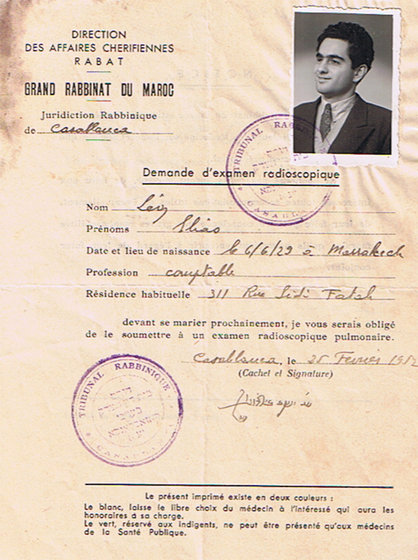 DIRECTION
DES AFFAIRES CHERIFIENNES
RABAT
GRAND RABBINAT DU MAROC
Juridiction Rabbinique
de Casablanca
TRIBUNAL RABBINIQUE
Demande d'examen radioscopique
Nom Lévy
Prénoms Elias
Date et lieu de naissance le 6/6/29 à Marrakech
Profession comptable
Résidence habituelle 311 Rue Sidi Fatah
devant se marier prochainement, je vous serais obligé
de le soumettre à un examen radioscopique pulmonaire.
Casablanca, le 25 Février
(Cachet et Signature)
TRIBUNAL RABBINIQUE
CASABLANCA
Le présent imprimé existe en deux couleurs :
Le blanc, laisse le libre choix du médecin à l'intéressé qui aura les
honoraires à sa charge.
Le vert, réservé aux indigents, ne peut être présenté qu'aux médecins
de la Santé Publique.